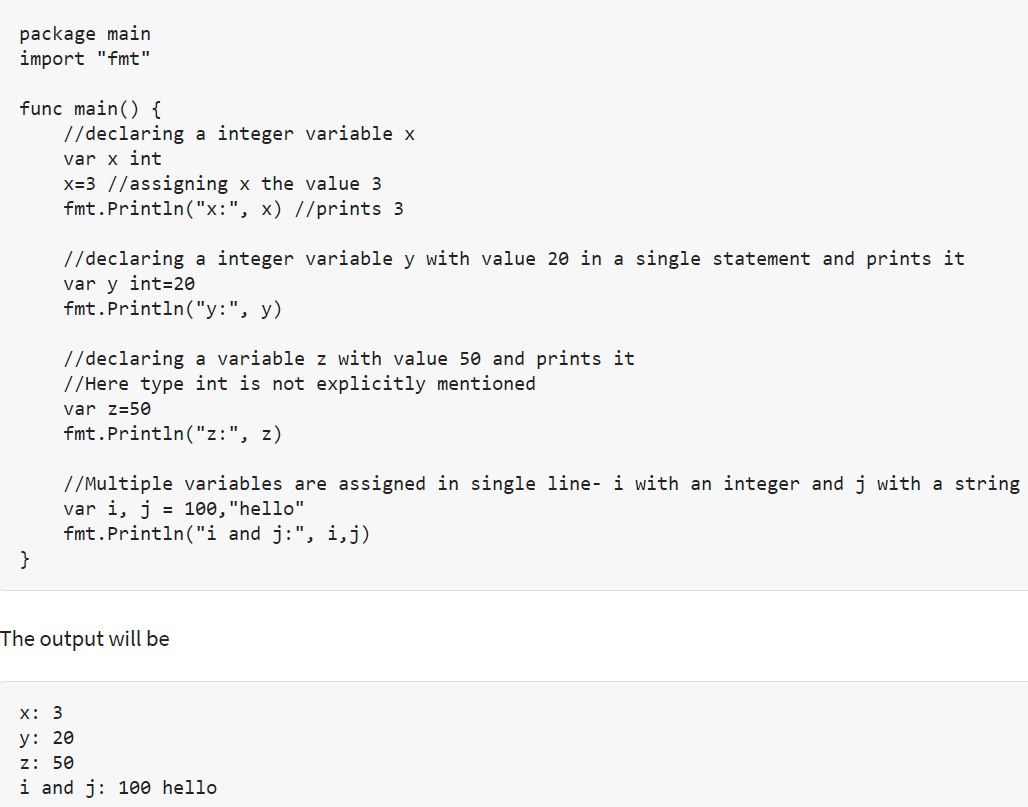 package main
import "fmt"
func main() {
//declaring a integer variable x
var x int
x=3 //assigning x the value 3
fmt.Println("x:", x) //prints 3
//declaring a integer variable y with value 20 in a single statement and prints it
var y int=20
fmt.Println("y:", y)
//declaring a variable z with value 50 and prints it
//Here type int is not explicitly mentioned
var z=50
fmt.Println("z:", z)
//Multiple variables are assigned in single line- i with an integer and j with a string
var i, j = 100,"hello"
fmt.Println("i and j:", i,j)
}
The output will be
x: 3
y: 20
z: 50
i and j: 100 hello